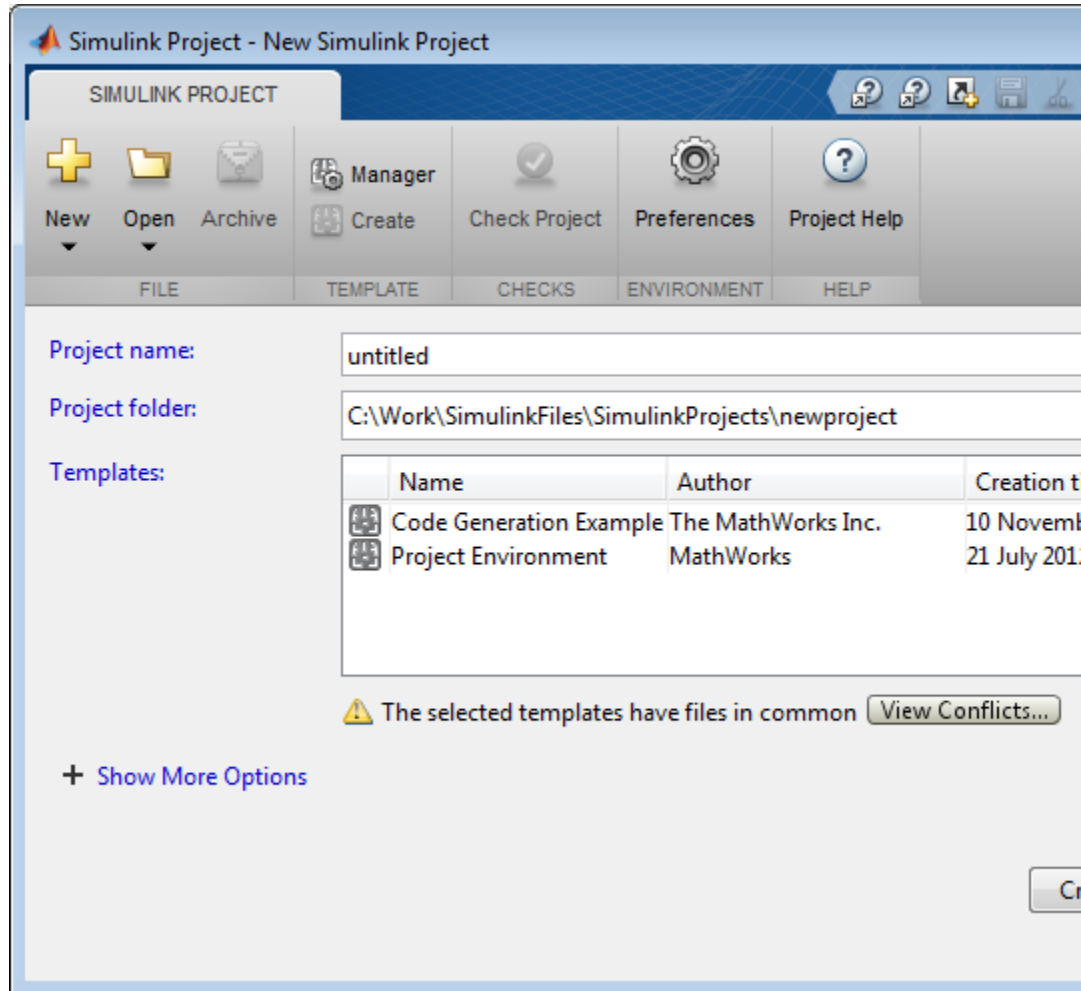 Simulink Project - New Simulink Project
SIMULINK PROJECT
New Open Archive Manager Create Check Project Preferences Project Help
FILE TEMPLATE CHECKS ENVIRONMENT HELP
Project name: untitled
Project folder: C:\Work\SimulinkFiles\SimulinkProjects\newproject
Templates:
Name Author Creation
Code Generation Example The MathWorks Inc. 10
Project Environment MathWorks 21 July
The selected templates have files in common View Conflicts...
+ Show More Options